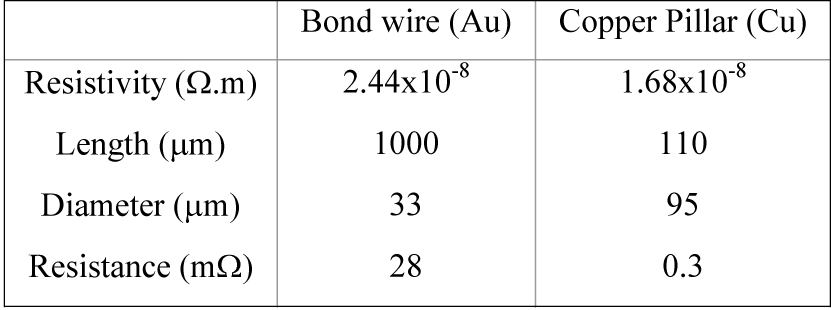 Bond wire (Au) Copper Pillar (Cu)
Resistivity (Ω.m) 2.44x10⁻⁸ 1.68x10⁻⁸
Length (μm) 1000 110
Diameter (μm) 33 95
Resistance (mΩ) 28 0.3